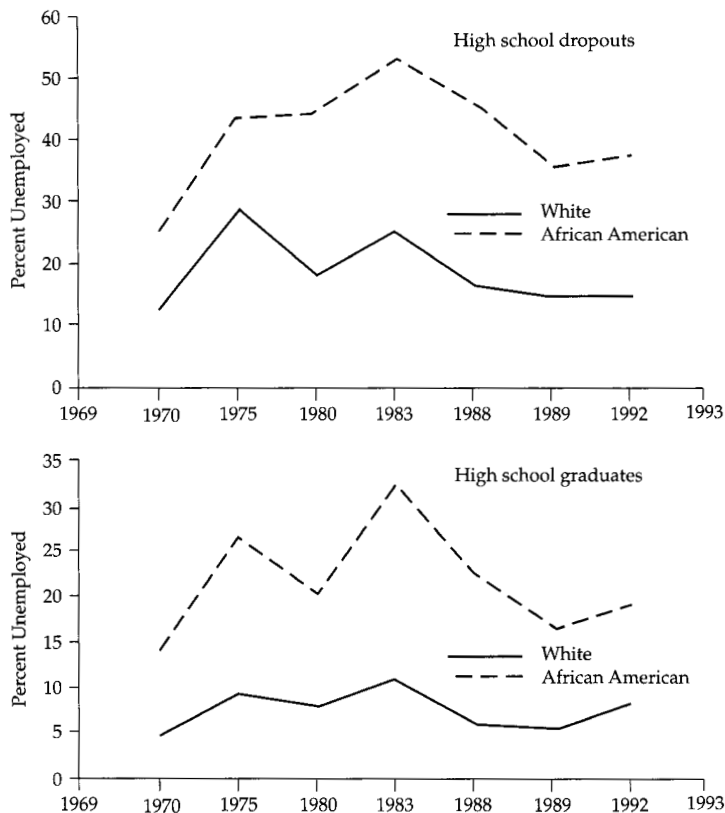 60
High school dropouts
50
40
30
White
African American
20
10
0
Percent Unemployed
1969 1970 1975 1980 1983 1988 1989 1992 1993
35
High school graduates
30
25
20
15
White
African American
10
5
0
Percent Unemployed
1969 1970 1975 1980 1983 1988 1989 1992 1993